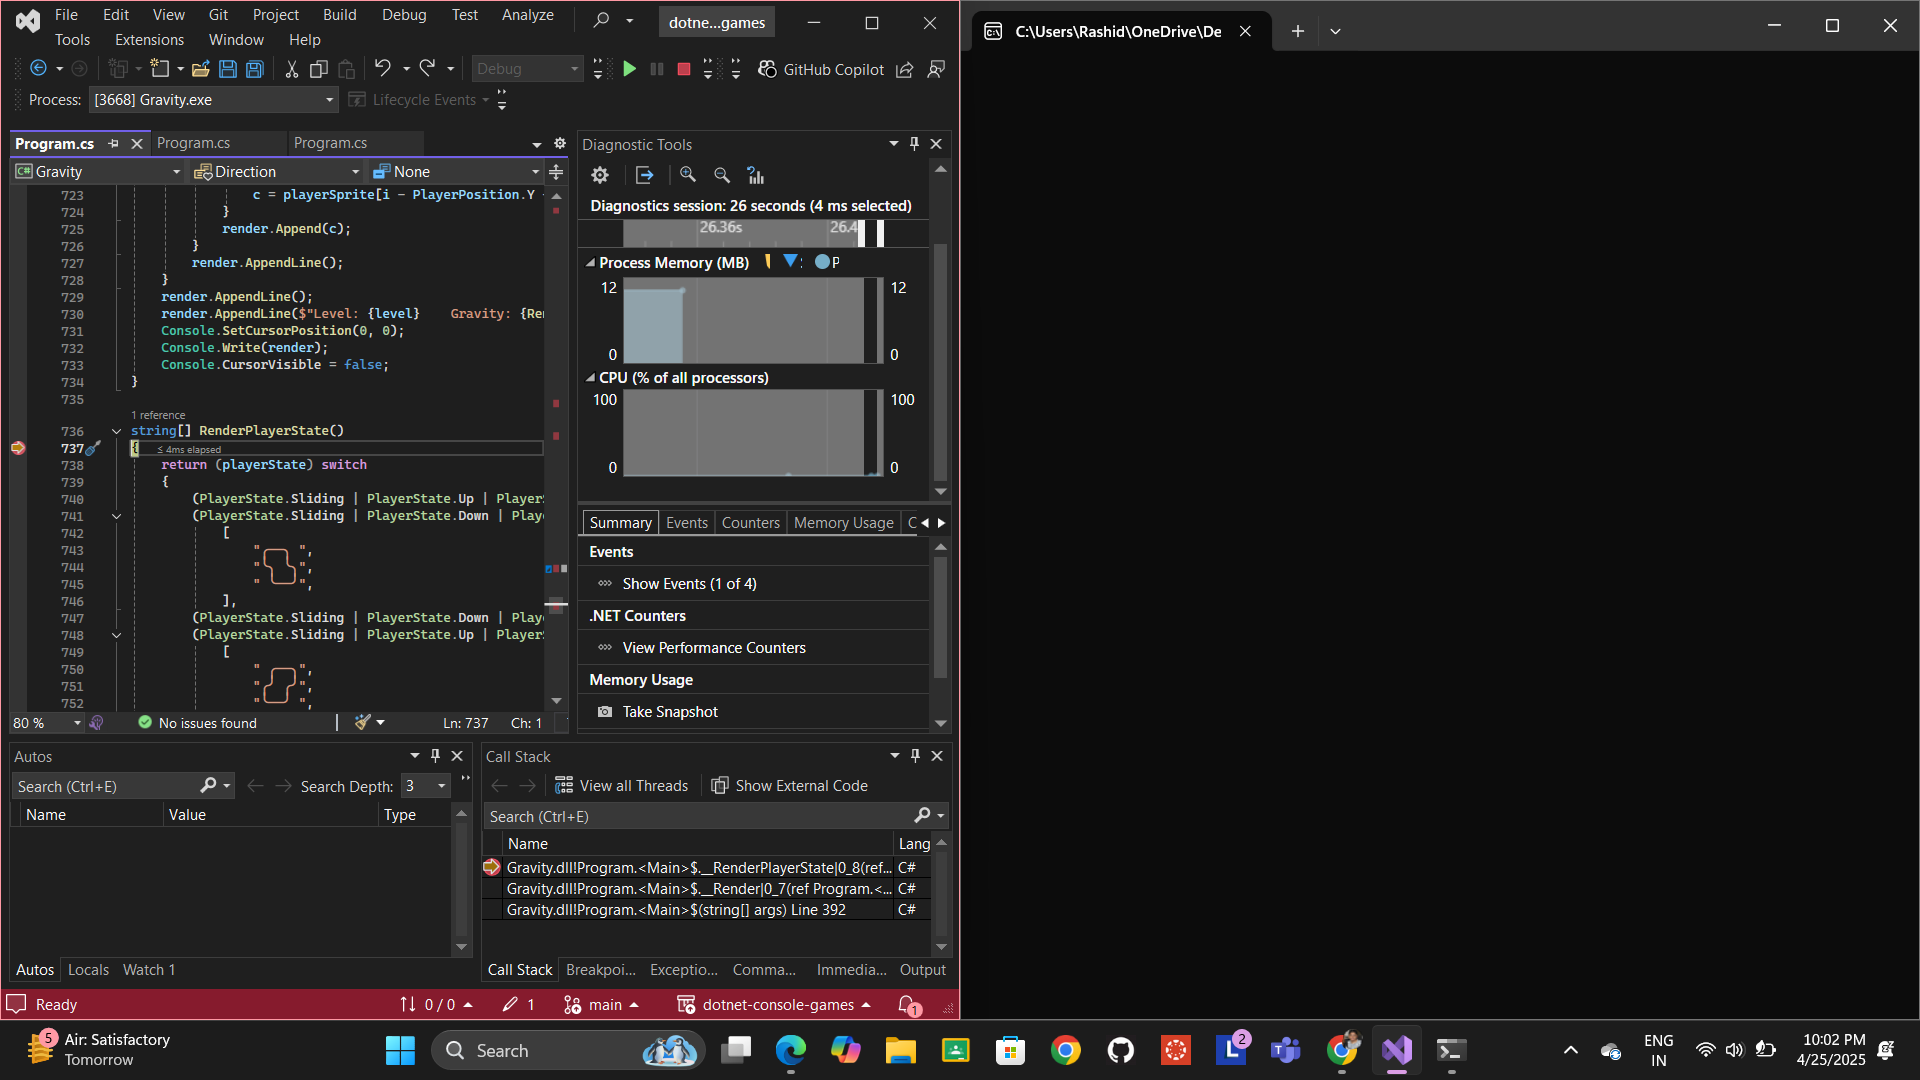 File Edit View Git Project Build Debug Test Analyze dotne...games
Tools Extensions Window Help
Debug GitHub Copilot
Process: [3668] Gravity.exe Lifecycle Events
Program.cs Program.cs Program.cs
C# Gravity Direction None
723 c = playerSprite[i - PlayerPosition.Y
724 }
725 render.Append(c);
726 }
727 render.AppendLine();
728 }
729 render.AppendLine();
730 render.AppendLine($"Level: {level} Gravity: {Re
731 Console.SetCursorPosition(0, 0);
732 Console.Write(render);
733 Console.CursorVisible = false;
734 }
735
1 reference
736 string[] RenderPlayerState()
737 { ≤ 4ms elapsed
738 return (playerState) switch
739 {
740 (PlayerState.Sliding | PlayerState.Up | Player
741 (PlayerState.Sliding | PlayerState.Down | Play
742 [
743 " ╭─╮ ",
744 " ╰╮╰╮",
745 " ╰─╯",
746 ],
747 (PlayerState.Sliding | PlayerState.Down | Play
748 (PlayerState.Sliding | PlayerState.Up | Player
749 [
750 " ╭─╮",
751 "╭╯╭╯",
752
80 % No issues found Ln: 737 Ch: 1
Diagnostic Tools
Diagnostics session: 26 seconds (4 ms selected)
26.36s 26.4
Process Memory (MB) P
12 12
0 0
CPU (% of all processors)
100 100
0 0
Summary Events Counters Memory Usage C
Events
Show Events (1 of 4)
.NET Counters
View Performance Counters
Memory Usage
Take Snapshot
Autos
Search (Ctrl+E) Search Depth: 3
Name Value Type
Autos Locals Watch 1
Call Stack
View all Threads Show External Code
Search (Ctrl+E)
Name Lang
Gravity.dll!Program.<Main>$.__RenderPlayerState|0_8(ref... C#
Gravity.dll!Program.<Main>$.__Render|0_7(ref Program.<... C#
Gravity.dll!Program.<Main>$(string[] args) Line 392 C#
Call Stack Breakpoi... Exceptio... Comma... Immedia... Output
Ready 0 / 0 1 main dotnet-console-games 1
C:\Users\Rashid\OneDrive\De
5 Air: Satisfactory
Tomorrow
Search
L 2
ENG
IN
10:02 PM
4/25/2025